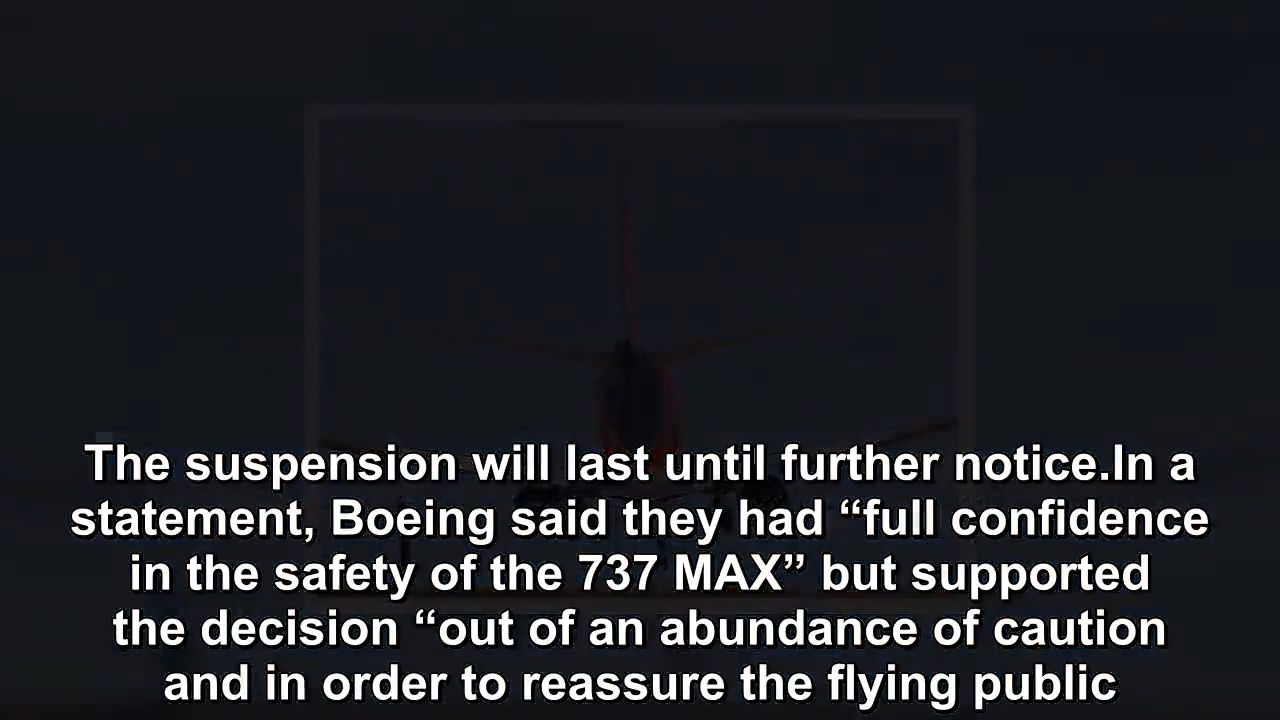 The suspension will last until further notice.In a
statement, Boeing said they had “full confidence
in the safety of the 737 MAX” but supported
the decision “out of an abundance of caution
and in order to reassure the flying public